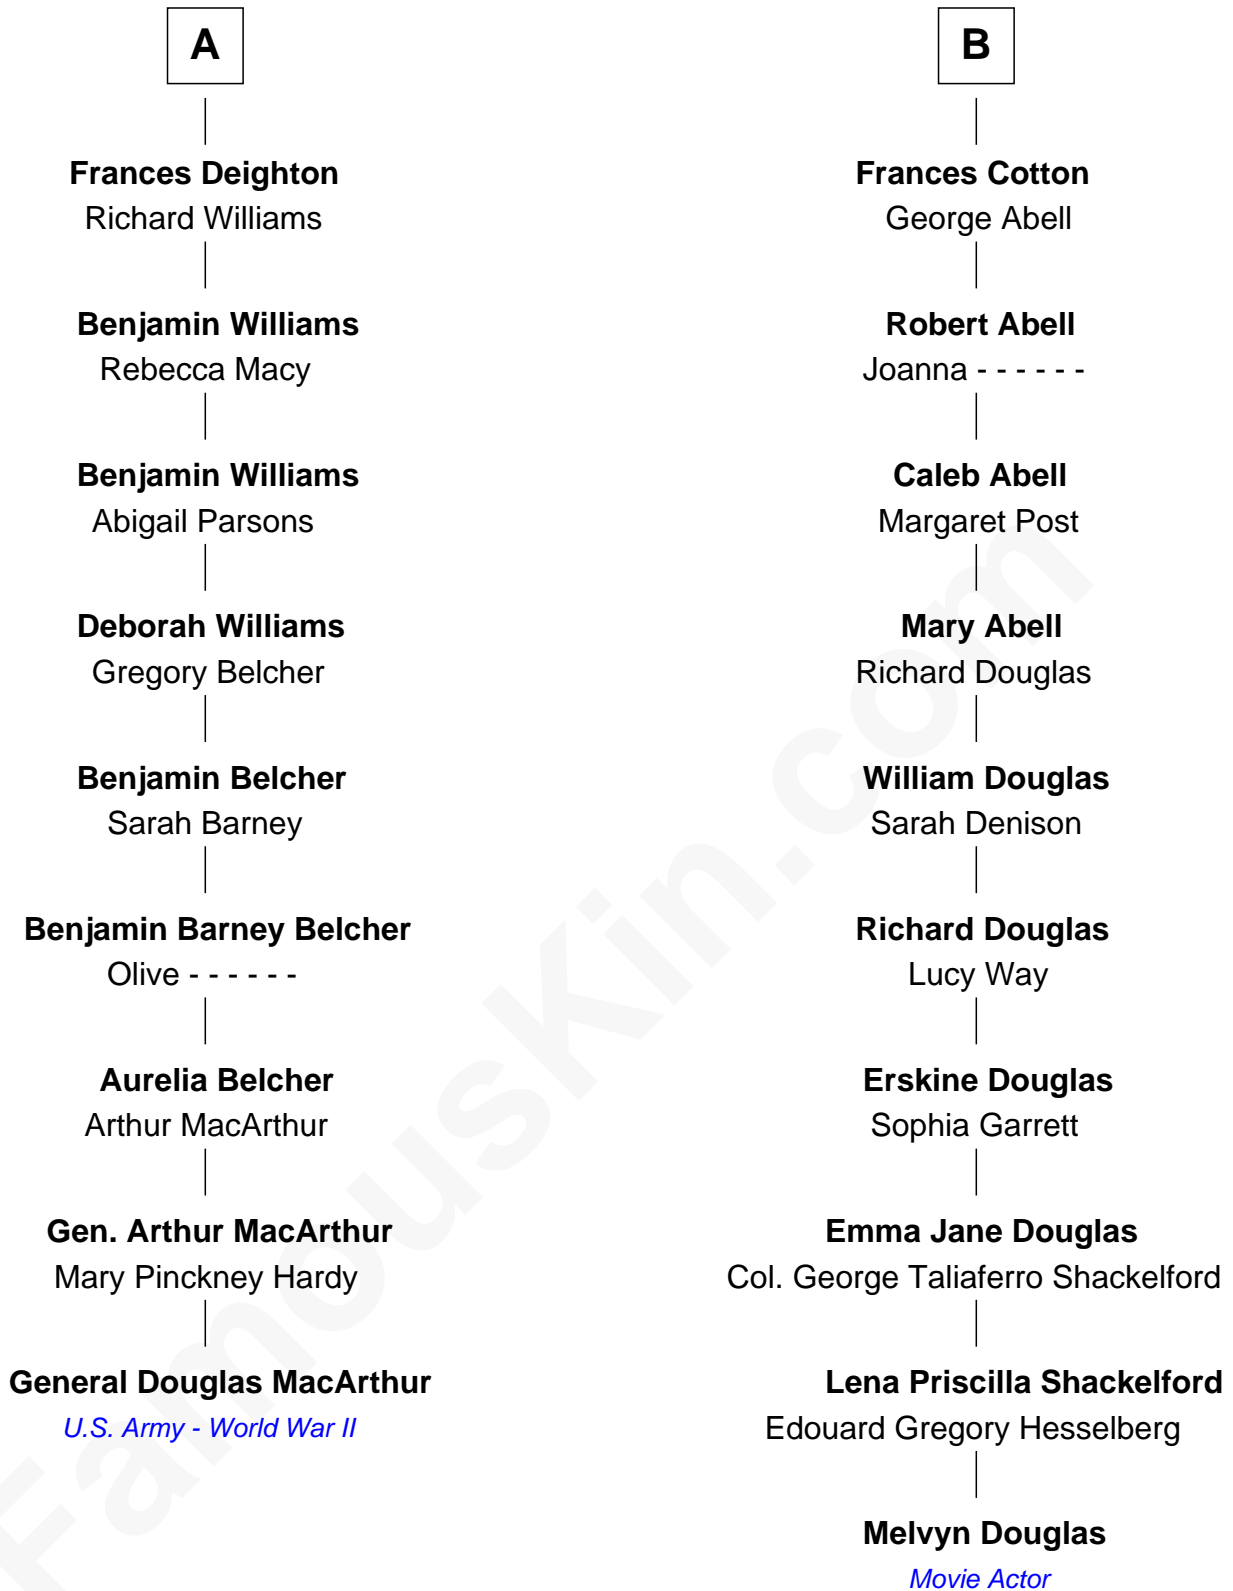 A
Frances Deighton
Richard Williams
Benjamin Williams
Rebecca Macy
Benjamin Williams
Abigail Parsons
Deborah Williams
Gregory Belcher
Benjamin Belcher
Sarah Barney
Benjamin Barney Belcher
Olive - - - - - -
Aurelia Belcher
Arthur MacArthur
Gen. Arthur MacArthur
Mary Pinckney Hardy
General Douglas MacArthur
U.S. Army - World War II
B
Frances Cotton
George Abell
Robert Abell
Joanna - - - - - -
Caleb Abell
Margaret Post
Mary Abell
Richard Douglas
William Douglas
Sarah Denison
Richard Douglas
Lucy Way
Erskine Douglas
Sophia Garrett
Emma Jane Douglas
Col. George Taliaferro Shackelford
Lena Priscilla Shackelford
Edouard Gregory Hesselberg
Melvyn Douglas
Movie Actor
FamousKin.com